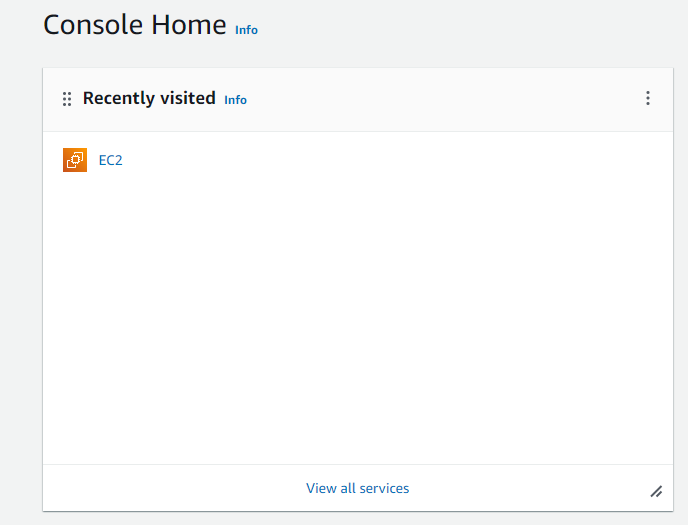 Console Home Info
Recently visited Info
EC2
View all services